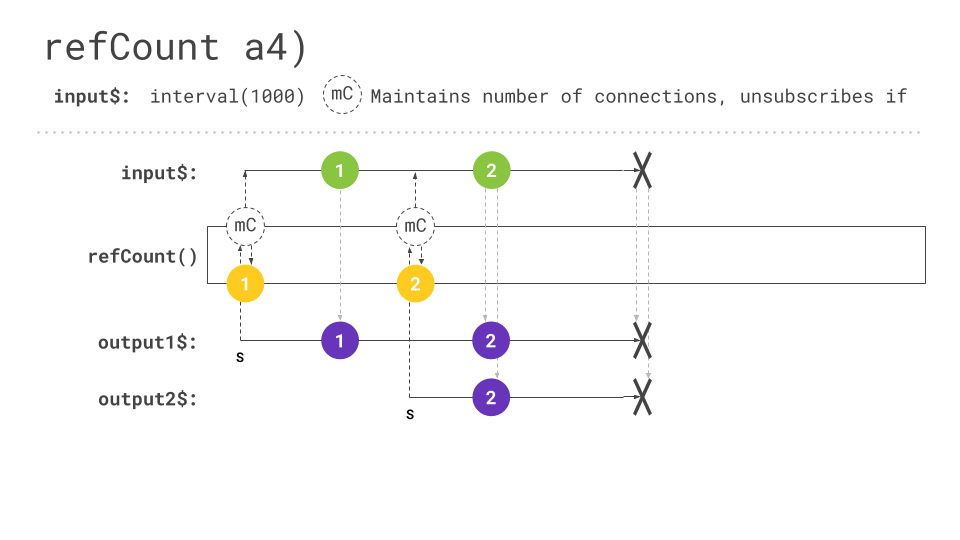 refCount a4)
input$: interval(1000) mC Maintains number of connections, unsubscribes if
input$: 1 2 X
mC mC
refCount()
1 2
output1$: 1 2 X
s
output2$: 2 X
s